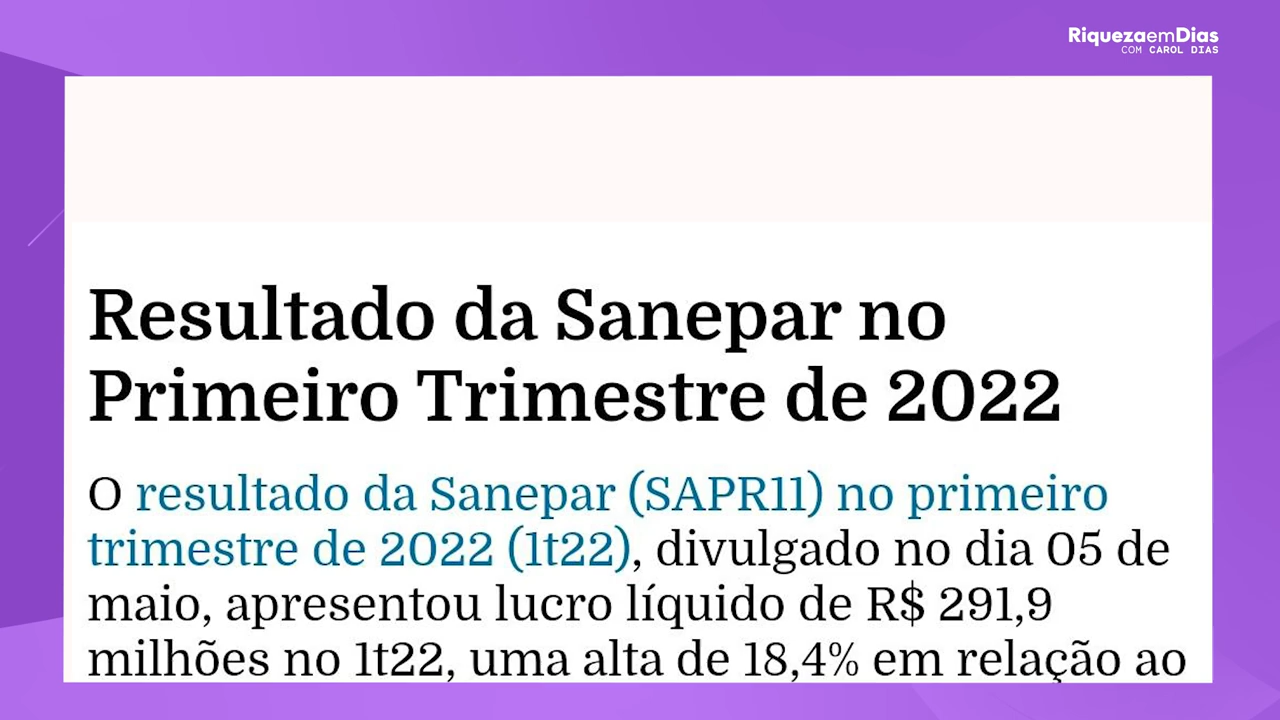 RiquezaemDias
COM CAROL DIAS
Resultado da Sanepar no
Primeiro Trimestre de 2022
O resultado da Sanepar (SAPR11) no primeiro
trimestre de 2022 (1t22), divulgado no dia 05 de
maio, apresentou lucro líquido de R$ 291,9
milhões no 1t22, uma alta de 18,4% em relação ao